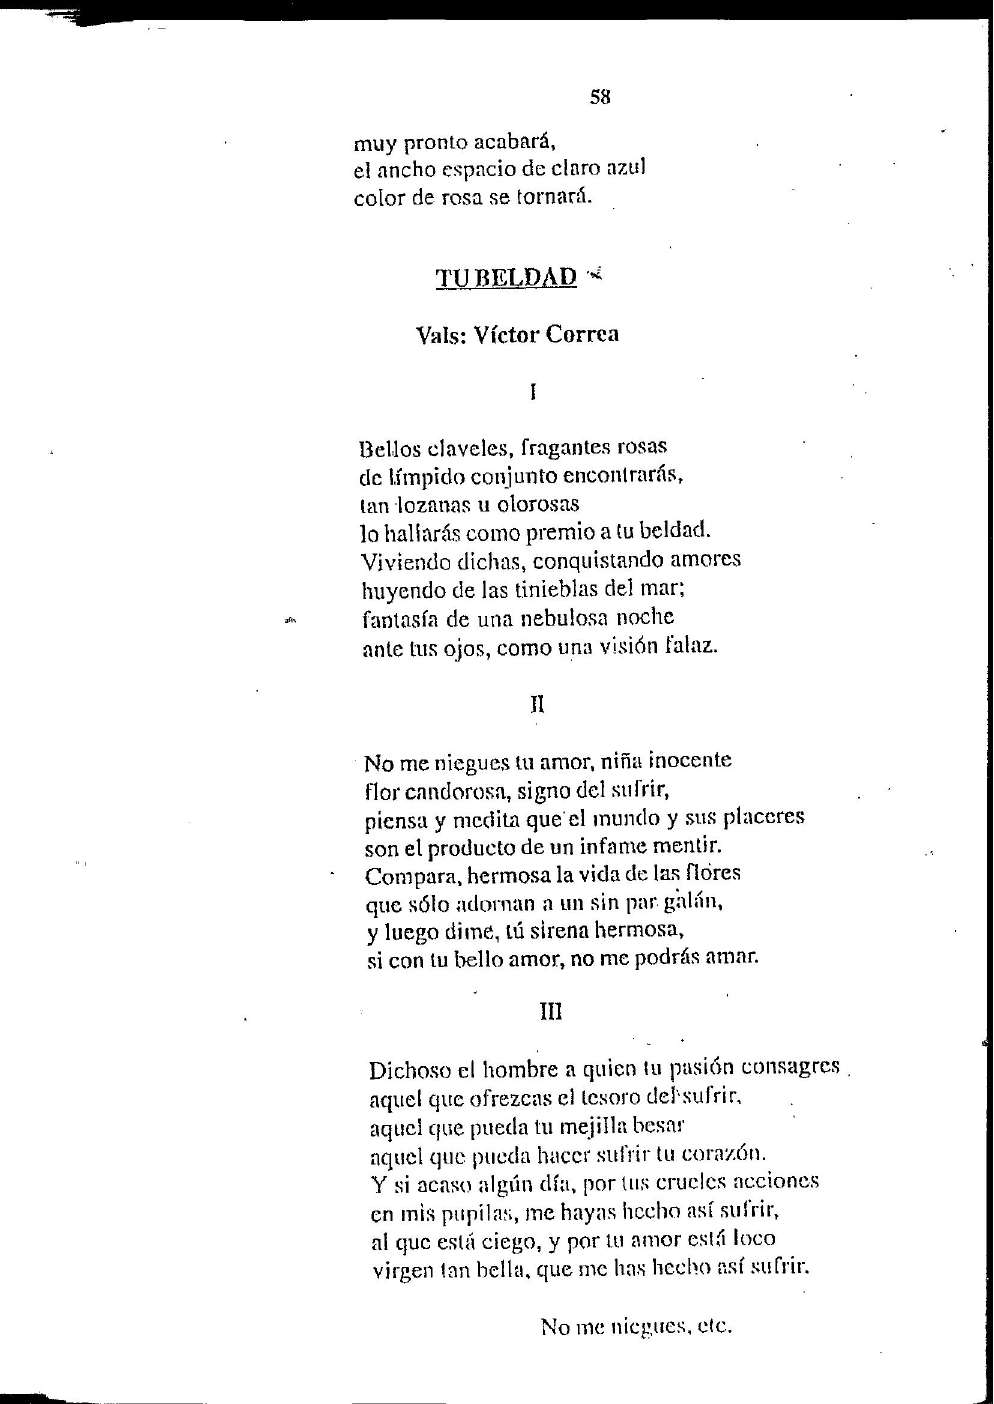 58
muy pronto acabará,
el ancho espacio de claro azul
color de rosa se tornará.
TU BELDAD
Vals: Víctor Correa
I
Bellos claveles, fragantes rosas
de límpido conjunto encontrarás,
tan lozanas u olorosas
lo hallarás como premio a tu beldad.
Viviendo dichas, conquistando amores
huyendo de las tinieblas del mar;
fantasía de una nebulosa noche
ante tus ojos, como una visión falaz.
II
No me niegues tu amor, niña inocente
flor candorosa, signo del sufrir,
piensa y medita que el mundo y sus placeres
son el producto de un infame mentir.
Compara, hermosa la vida de las flores
que sólo adornan a un sin par galán,
y luego dime, tú sirena hermosa,
si con tu bello amor, no me podrás amar.
III
Dichoso el hombre a quien tu pasión consagres
aquel que ofrezcas el tesoro del sufrir,
aquel que pueda tu mejilla besar
aquel que pueda hacer sufrir tu corazón.
Y si acaso algún día, por tus crueles acciones
en mis pupilas, me hayas hecho así sufrir,
al que está ciego, y por tu amor está loco
virgen tan bella, que me has hecho así sufrir.
No me niegues, etc.